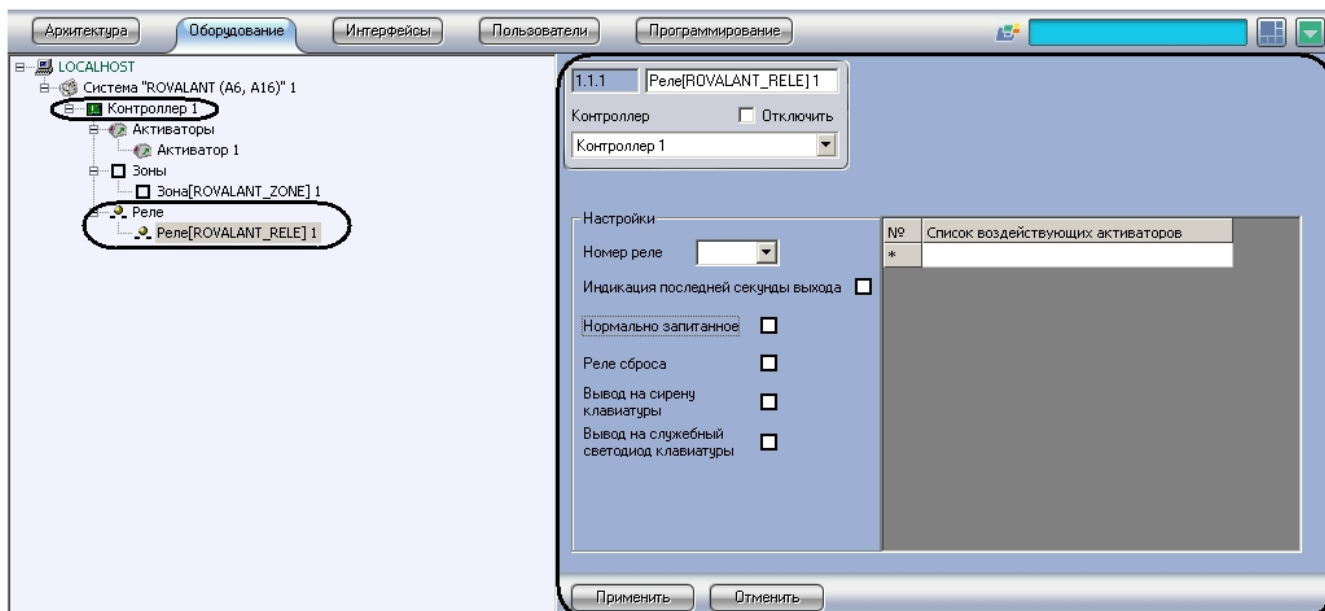 Архитектура Оборудование Интерфейсы Пользователи Программирование
LOCALHOST
Система "ROVALANT (A6, A16)" 1
Контроллер 1
Активаторы
Активатор 1
Зоны
Зона[ROVALANT_ZONE] 1
Реле
Реле[ROVALANT_RELE] 1
1.1.1 Реле[ROVALANT_RELE] 1
Контроллер Отключить
Контроллер 1
Настройки
Номер реле
Индикация последней секунды выхода
Нормально запитанное
Реле сброса
Вывод на сирену
клавиатуры
Вывод на служебный
светодиод клавиатуры
№ Список воздействующих активаторов
*
Применить Отменить